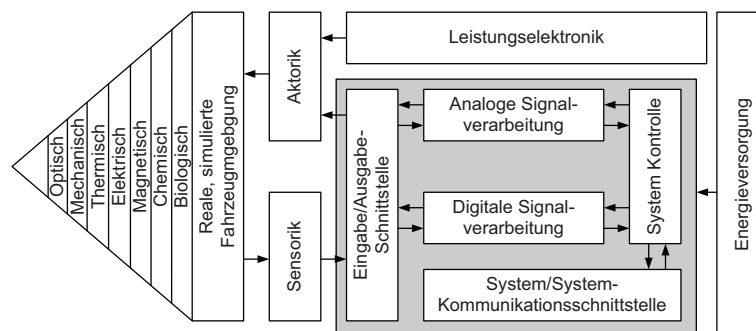 Optisch
Mechanisch
Thermisch
Elektrisch
Magnetisch
Chemisch
Biologisch
Reale, simulierte
Fahrzeugmgebgung
Aktorik
Sensorik
Leistungselektronik
Eingabe/Ausgabe-
Schnittstelle
Analoge Signal-
verarbeitung
Digitale Signal-
verarbeitung
System Kontrolle
System/System-
Kommunikationsschnittstelle
Energieversorgung